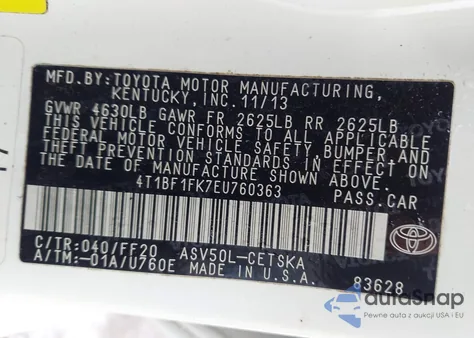 MFD. BY: TOYOTA MOTOR MANUFACTURING,
KENTUCKY, INC. 11/13
GVWR 4630LB GAWR FR 2625LB RR 2625LB
THIS VEHICLE CONFORMS TO ALL APPLICABLE
FEDERAL MOTOR VEHICLE SAFETY, BUMPER, AND
THEFT PREVENTION STANDARDS IN EFFECT ON
THE DATE OF MANUFACTURE SHOWN ABOVE.
4T1BF1FK7EU760363
PASS. CAR
C/TR: 040/FF20 ASV50L-CETSKA
A/TM: -01A/U760E MADE IN U.S.A. 83628
autoSnap
Pewne auta z USA i EU